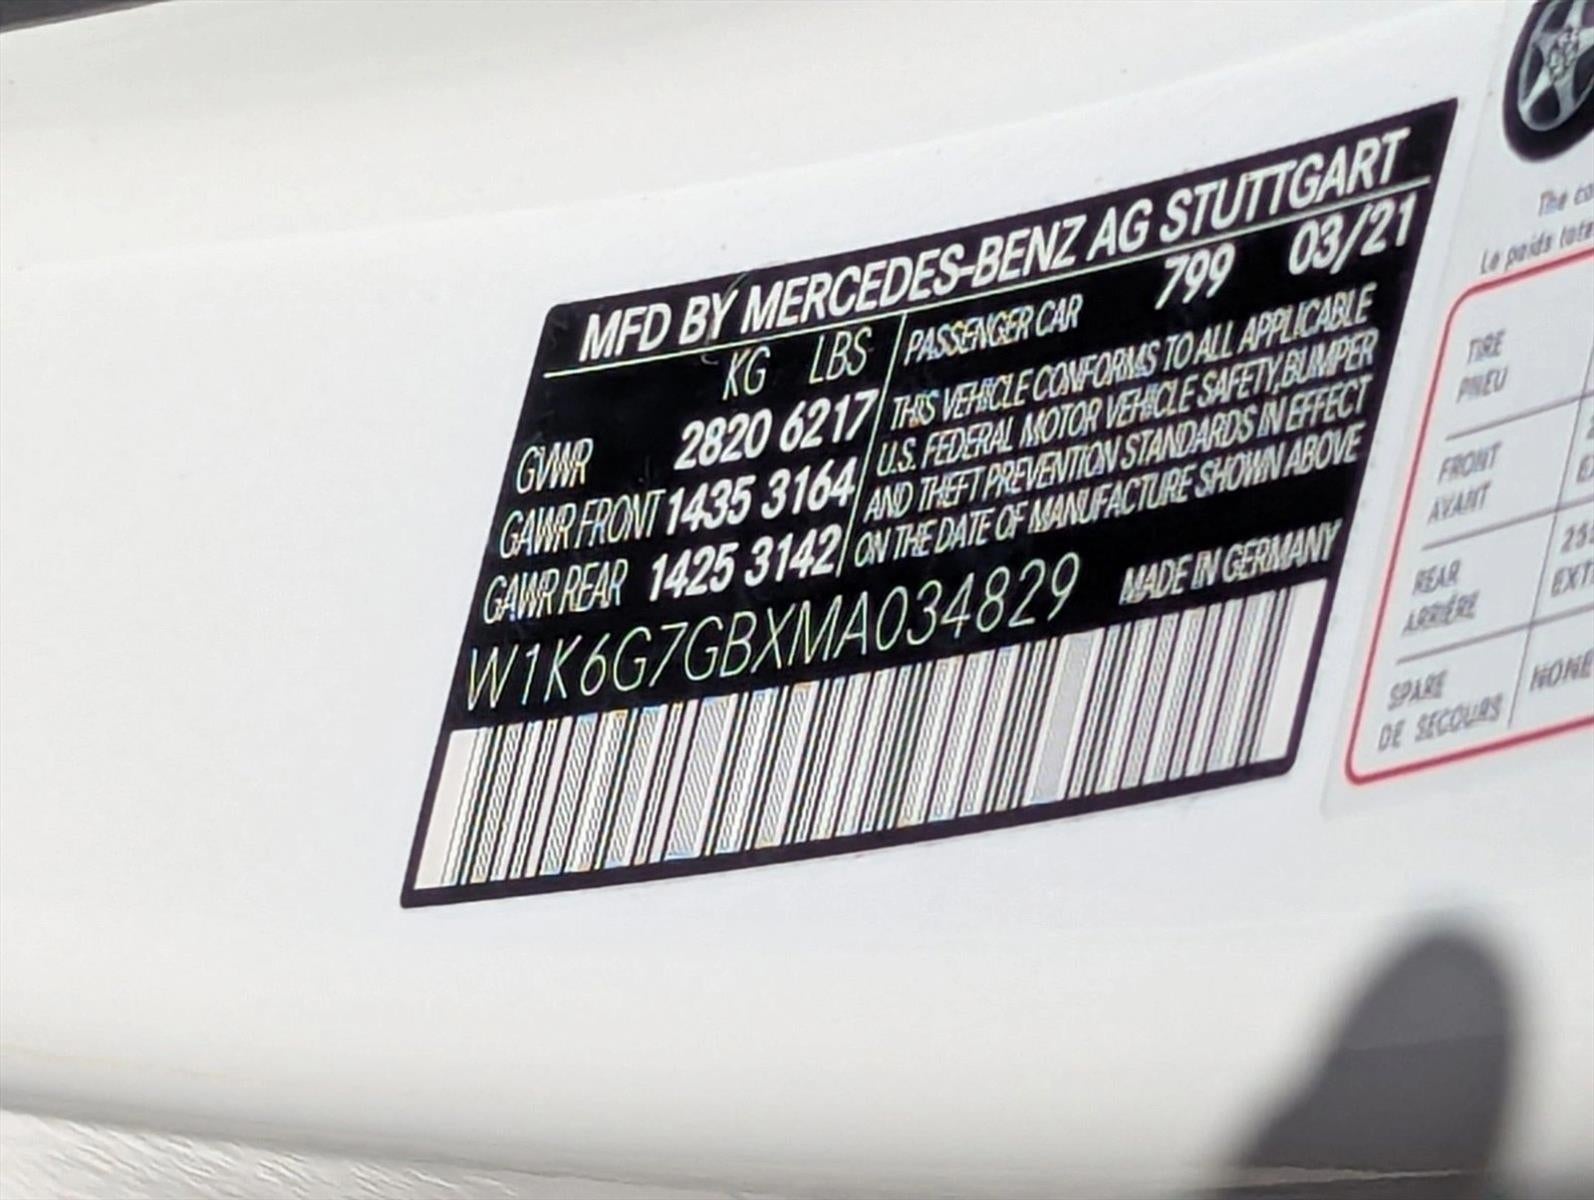 MFD BY MERCEDES-BENZ AG STUTTGART
KG LBS
GVWR 2820 6217
GAWR FRONT 1435 3164
GAWR REAR 1425 3142
PASSENGER CAR 799 03/21
THIS VEHICLE CONFORMS TO ALL APPLICABLE
U.S. FEDERAL MOTOR VEHICLE SAFETY, BUMPER
AND THEFT PREVENTION STANDARDS IN EFFECT
ON THE DATE OF MANUFACTURE SHOWN ABOVE
W1K6G7GBXMA034829 MADE IN GERMANY
The
Le poids
TIRE
PNEU
FRONT
AVANT
REAR
ARRIÈRE
SPARE
DE SECOURS
NONE